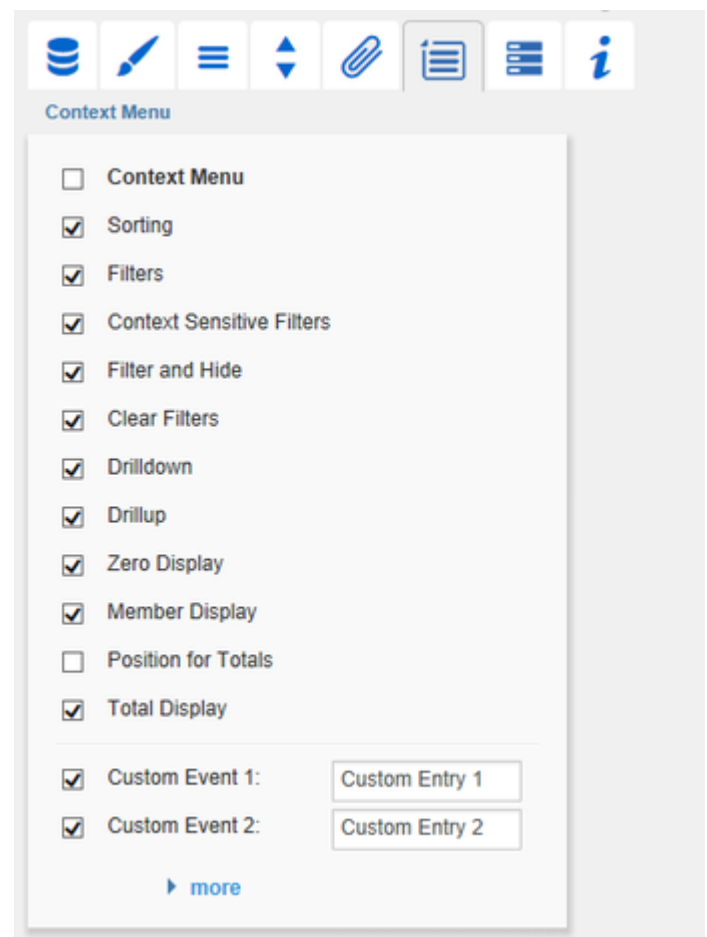 Context Menu
Context Menu
Sorting
Filters
Context Sensitive Filters
Filter and Hide
Clear Filters
Drilldown
Drillup
Zero Display
Member Display
Position for Totals
Total Display
Custom Event 1: Custom Entry 1
Custom Event 2: Custom Entry 2
more